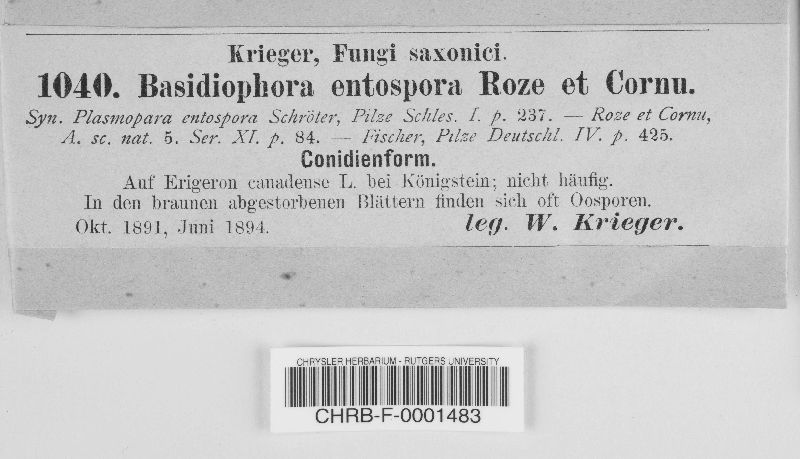 Krieger, Fungi saxonici.
1040. Basidiophora entospora Roze et Cornu.
Syn. Plasmopara entospora Schröter, Pilze Schles. I. p. 237. — Roze et Cornu,
A. sc. nat. 5. Ser. XI. p. 84. — Fischer, Pilze Deutschl. IV. p. 425.
Conidienform.
Auf Erigeron canadense L. bei Königstein; nicht häufig.
In den braunen abgestorbenen Blättern finden sich oft Oosporen.
Okt. 1891, Juni 1894. leg. W. Krieger.
CHRYSLER HERBARIUM - RUTGERS UNIVERSITY
CHRB-F-0001483